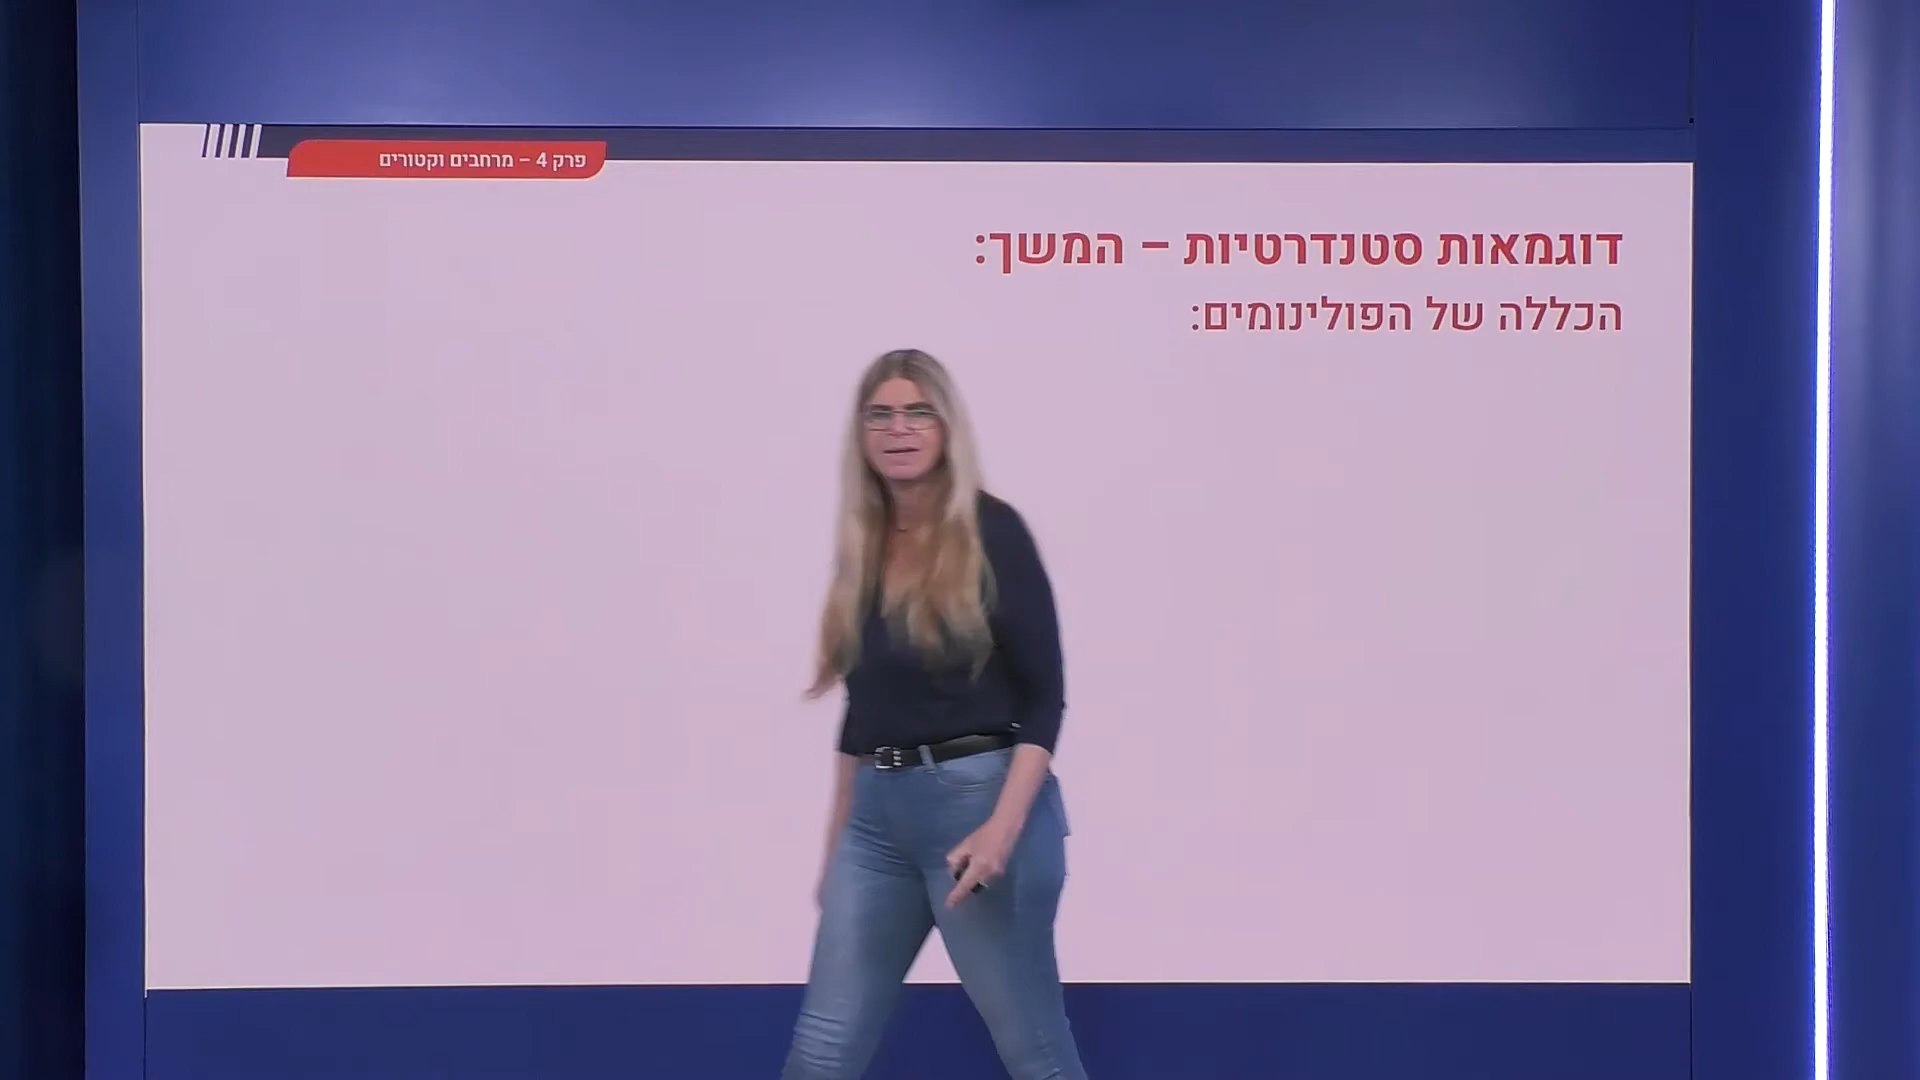 פרק 4 – מרחבים וקטורים
דוגמאות סטנדרטיות – המשך:
הכללה של הפולינומים: